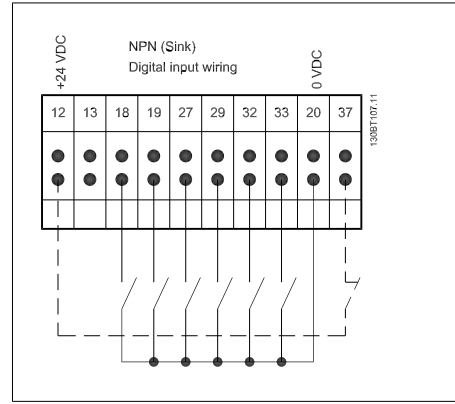 +24 VDC
NPN (Sink)
Digital input wiring
0 VDC
12 13 18 19 27 29 32 33 20 37
130BT107.11